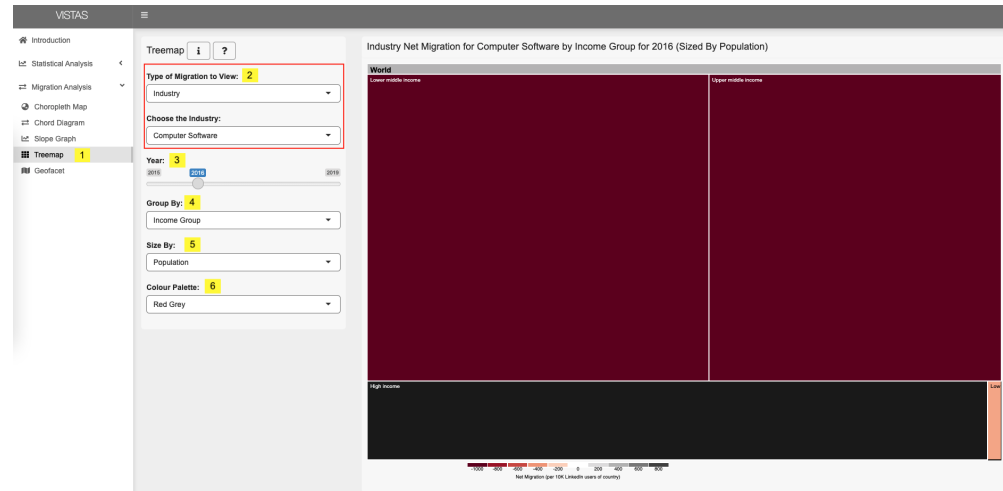 VISTAS
Introduction
Statistical Analysis
Migration Analysis
Choropleth Map
Chord Diagram
Slope Graph
Treemap 1
Geofacet
Treemap i ?
Type of Migration to View: 2
Industry
Choose the Industry:
Computer Software
Year: 3
2015 2016 2019
Group By: 4
Income Group
Size By: 5
Population
Colour Palette: 6
Red Grey
Industry Net Migration for Computer Software by Income Group for 2016 (Sized By Population)
World
Lower middle income
Upper middle income
High income
Low
-1000 -800 -600 -400 -200 0 200 400 600 800
Net Migration (per 10K LinkedIn users of country)